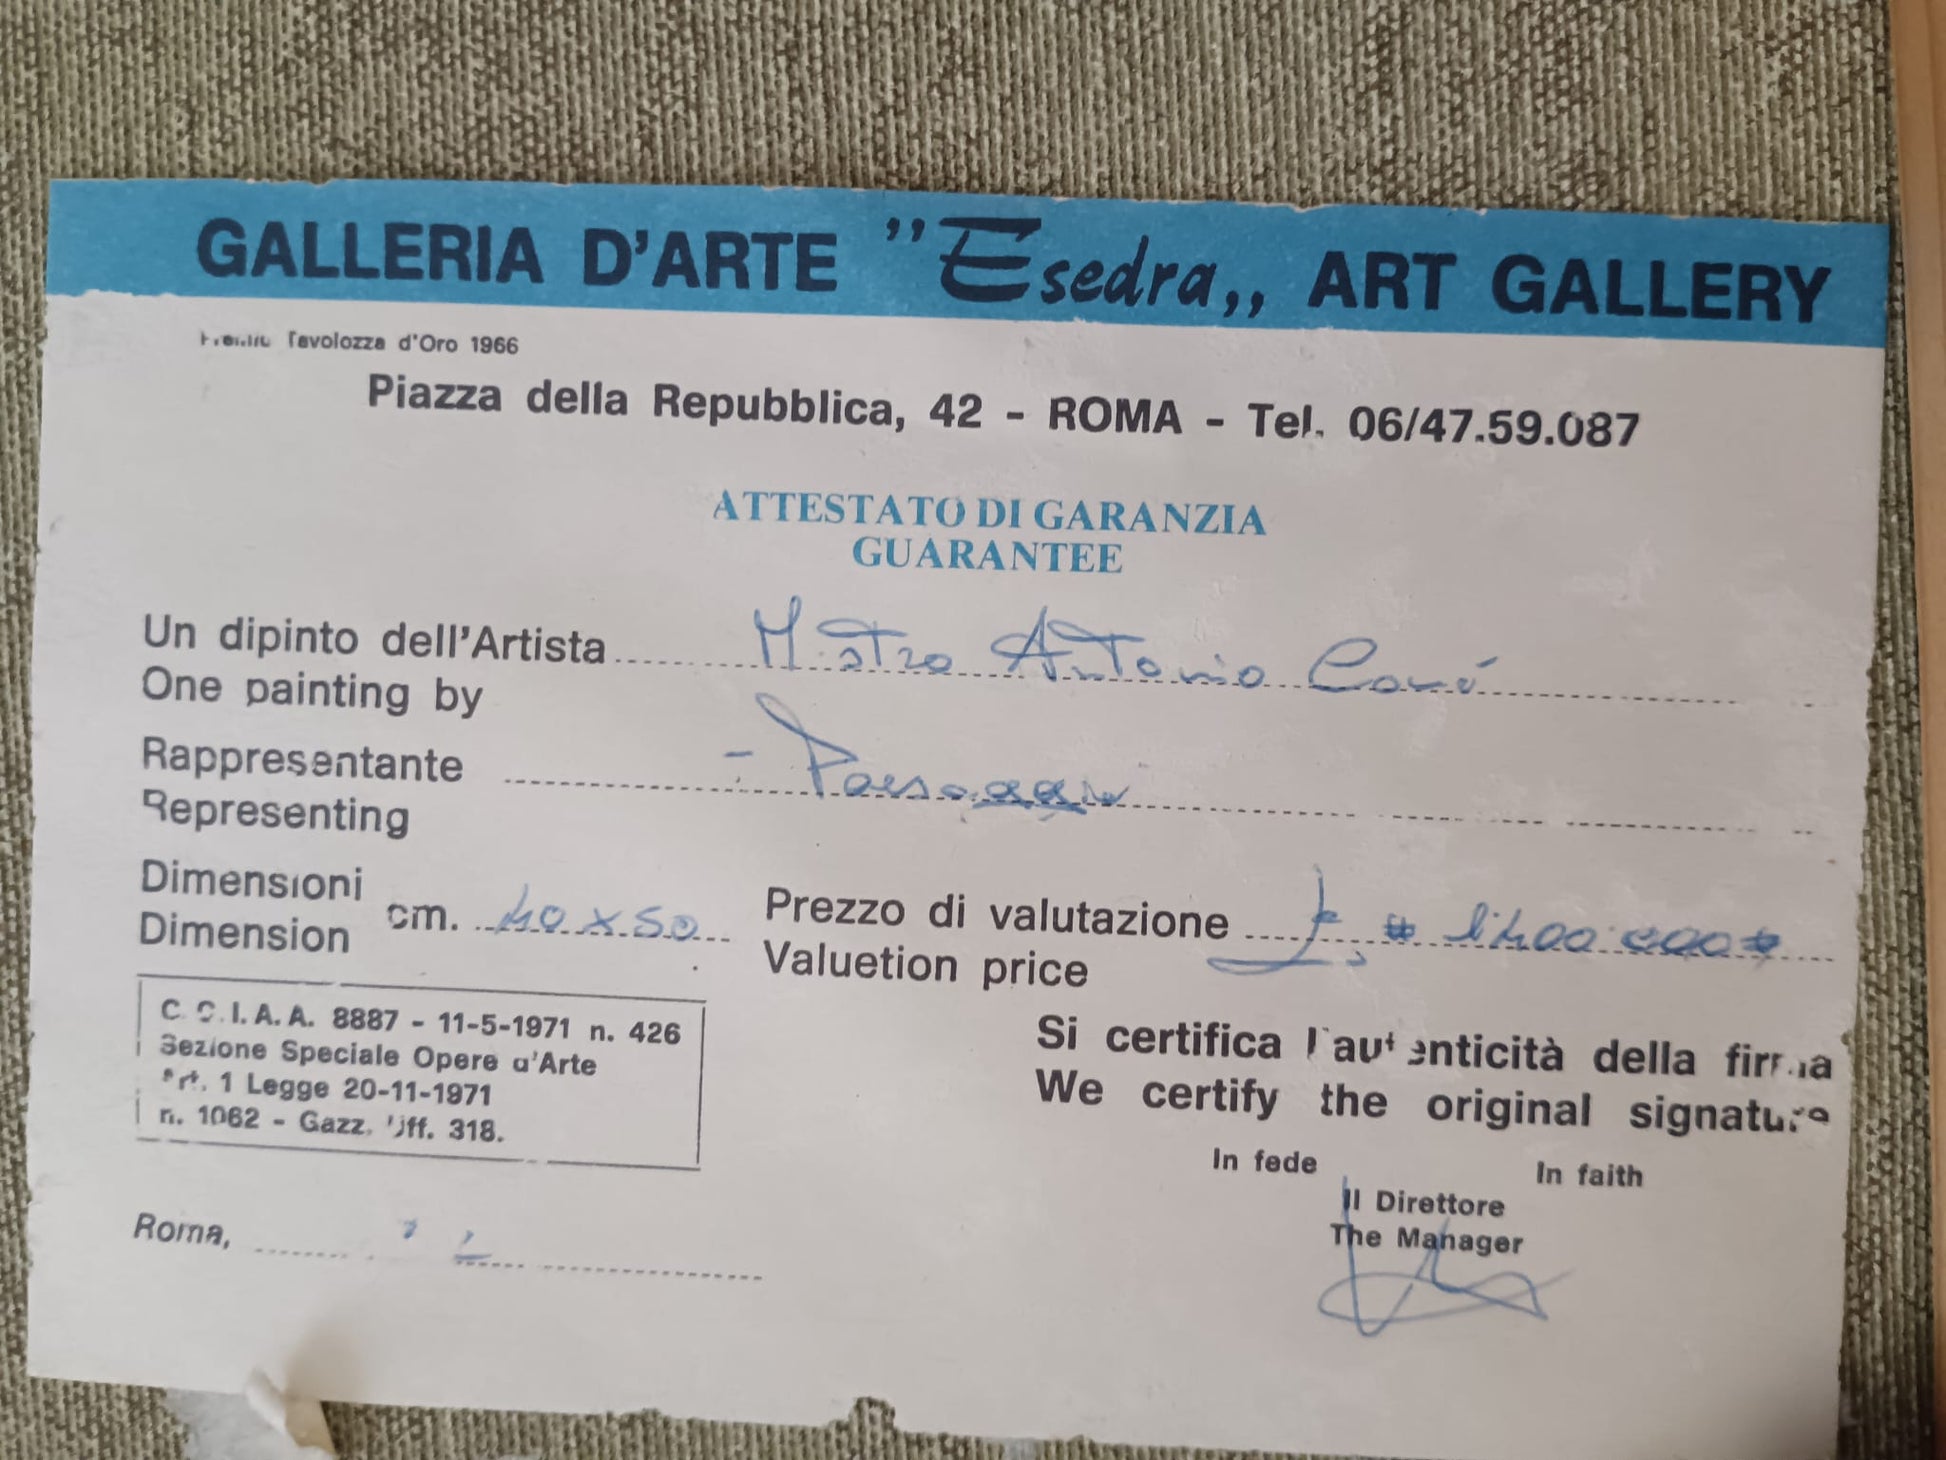 GALLERIA D'ARTE "Esedra„ ART GALLERY
Tavolozza d'Oro 1966
Piazza della Repubblica, 42 - ROMA - Tel. 06/47.59.087
ATTESTATO DI GARANZIA
GUARANTEE
Un dipinto dell'Artista Antonio
One painting by
Rappresentante - Paesaggio
Representing
Dimensioni
Dimension cm. 40 x 50
Prezzo di valutazione
Valuetion price
C.C.I.A.A. 8887 - 11-5-1971 n. 426
Sezione Speciale Opere d'Arte
Art. 1 Legge 20-11-1971
n. 1062 - Gazz. Uff. 318.
Si certifica l'autenticità della firma
We certify the original signature
In fede In faith
Il Direttore
The Manager
Roma,